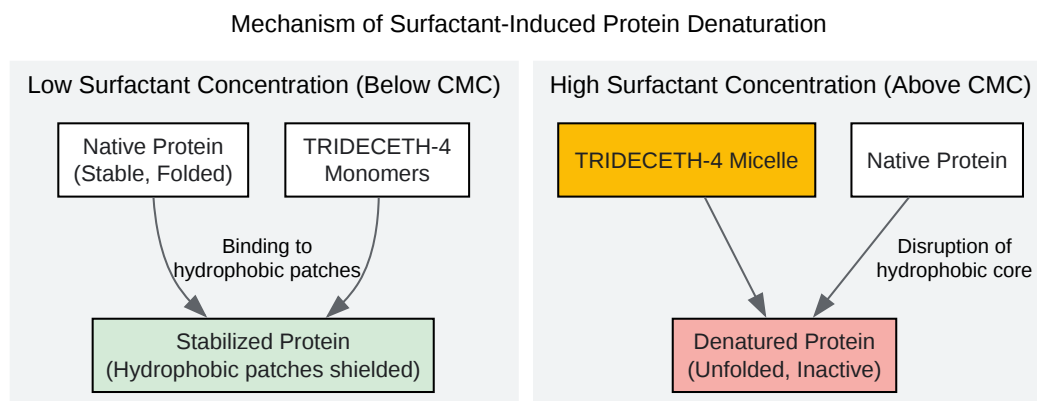 Mechanism of Surfactant-Induced Protein Denaturation
Low Surfactant Concentration (Below CMC)
Native Protein
(Stable, Folded)
TRIDECETH-4
Monomers
Binding to
hydrophobic patches
Stabilized Protein
(Hydrophobic patches shielded)
High Surfactant Concentration (Above CMC)
TRIDECETH-4 Micelle
Native Protein
Disruption of
hydrophobic core
Denatured Protein
(Unfolded, Inactive)